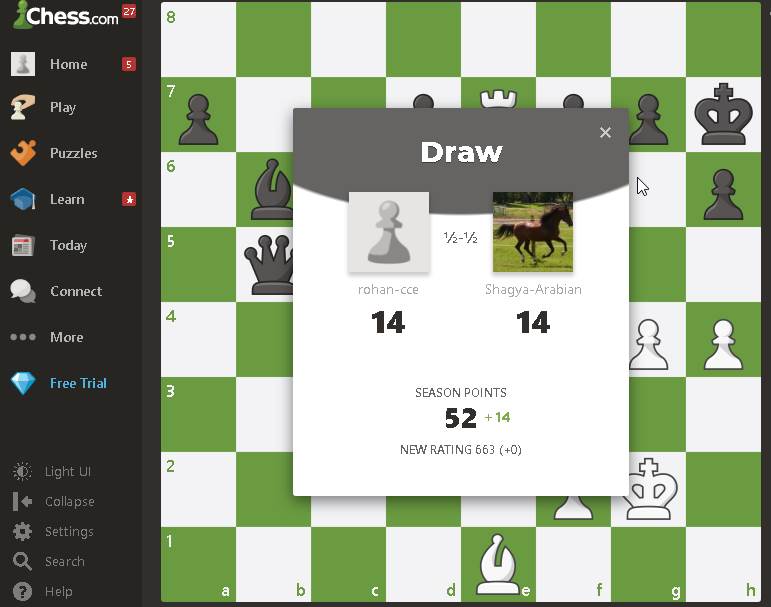 Chess.com 27
Home 5
Play
Puzzles
Learn
Today
Connect
More
Free Trial
Light UI
Collapse
Settings
Search
Help
8
7
6
5
4
3
2
1
a b c d e f g h
Draw
½-½
rohan-cce Shagya-Arabian
14 14
SEASON POINTS
52 +14
NEW RATING 663 (+0)